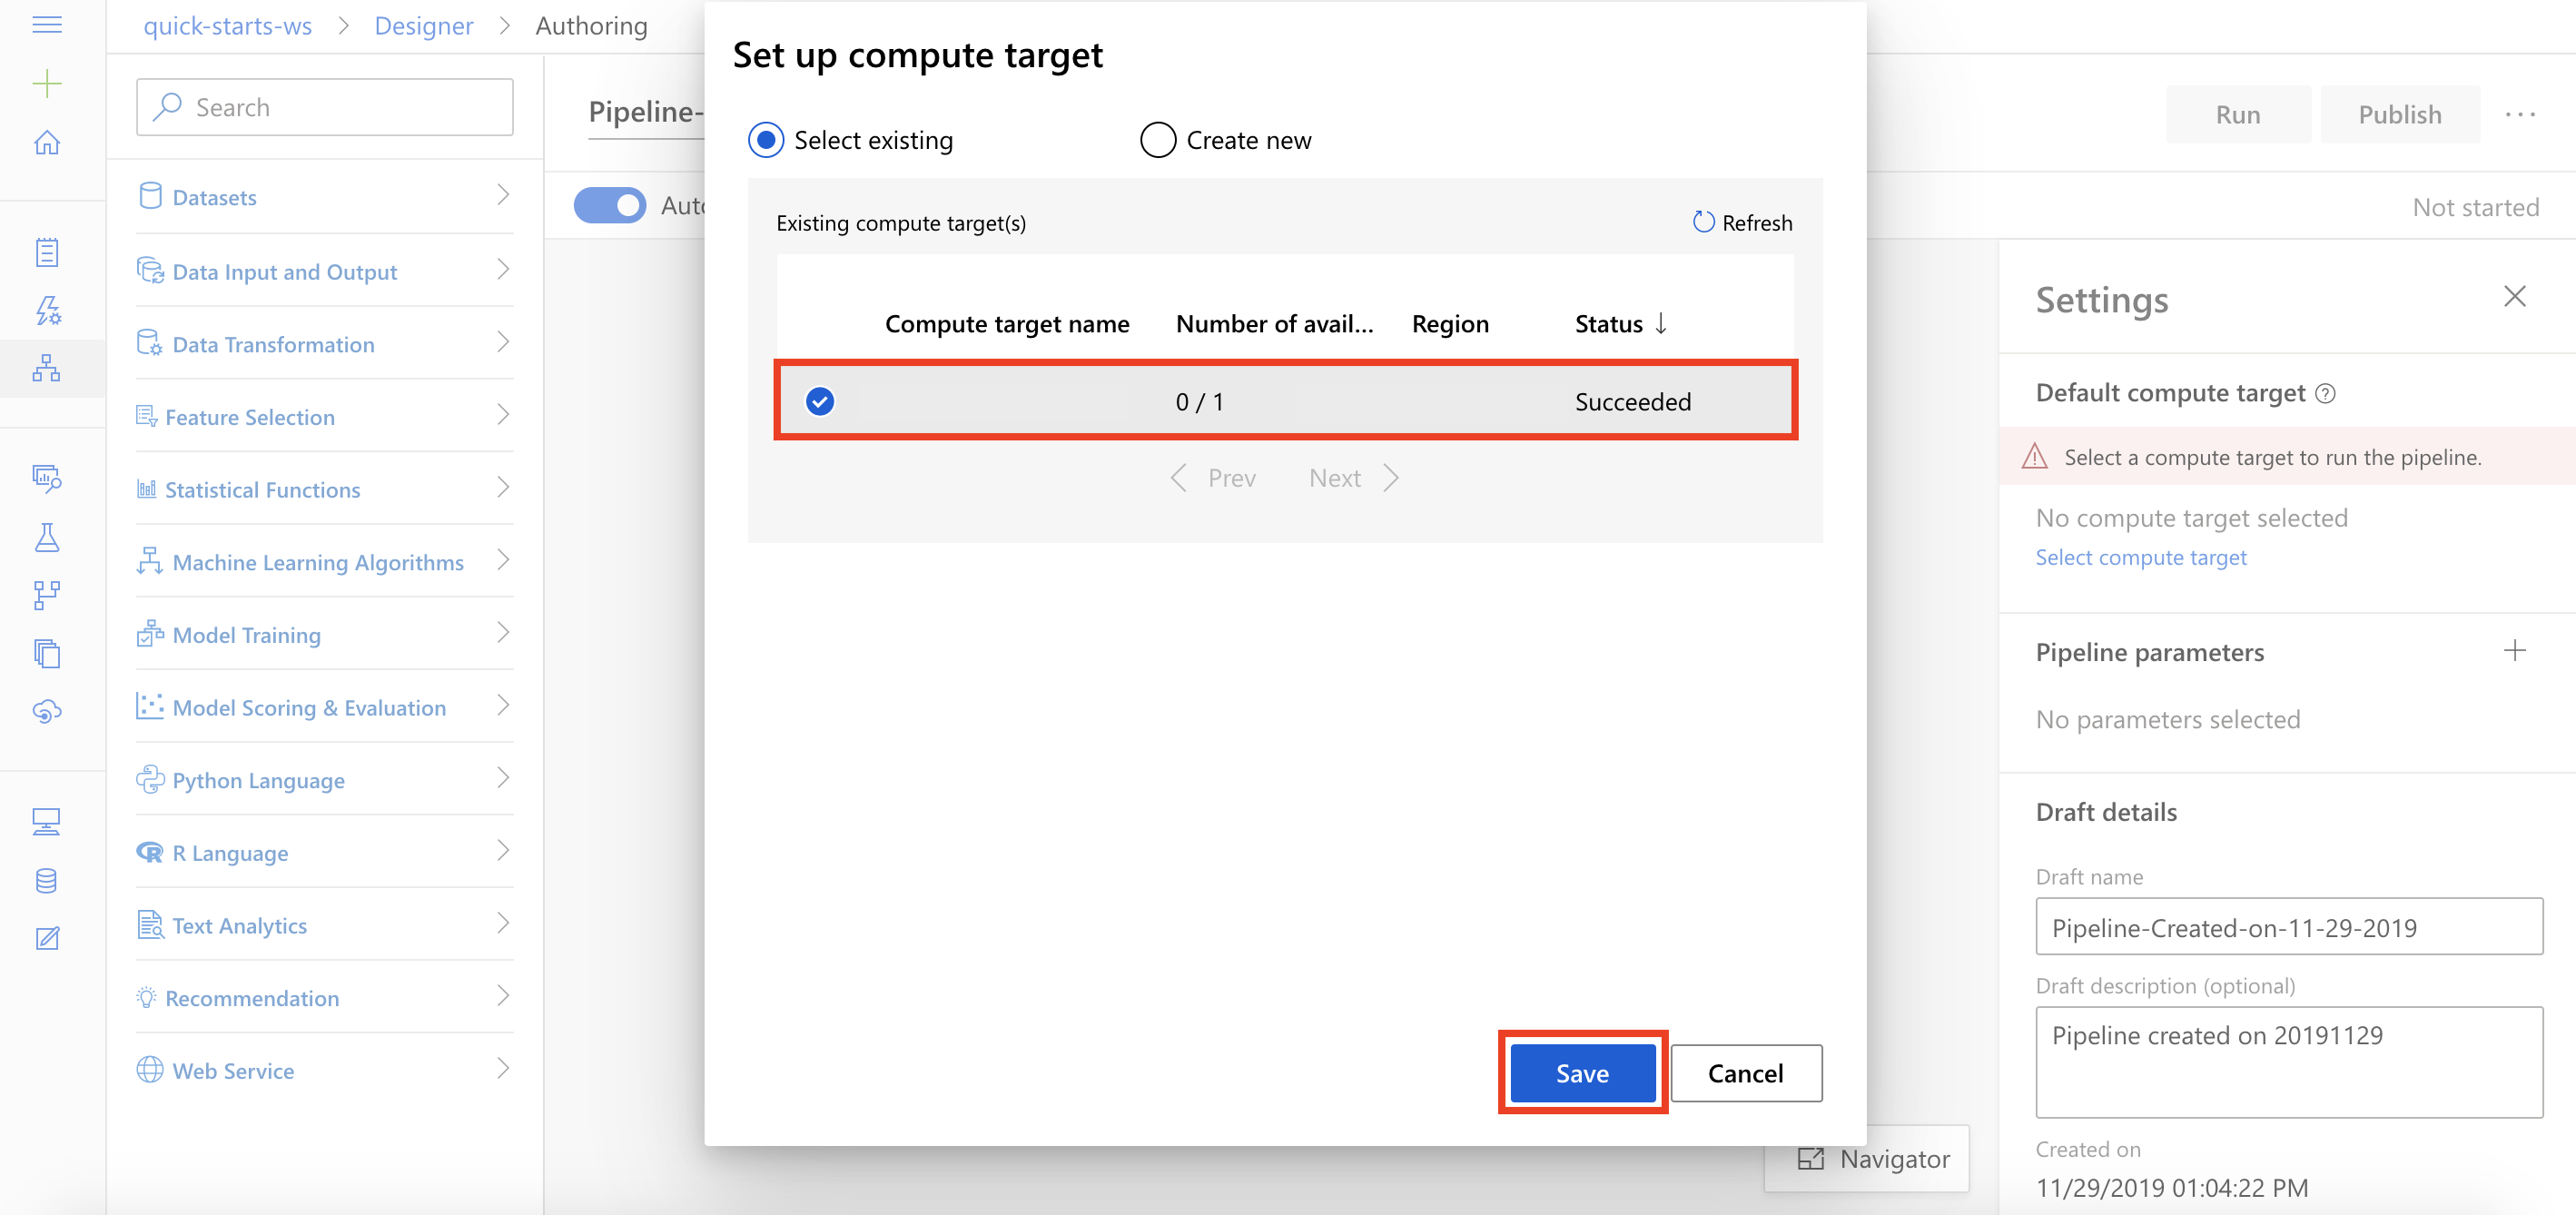 quick-starts-ws > Designer > Authoring
Search
Datasets
Data Input and Output
Data Transformation
Feature Selection
Statistical Functions
Machine Learning Algorithms
Model Training
Model Scoring & Evaluation
Python Language
R Language
Text Analytics
Recommendation
Web Service
Pipeline-
Auto
Set up compute target
Select existing
Create new
Existing compute target(s)
Refresh
Compute target name Number of avail... Region Status ↓
0 / 1 Succeeded
< Prev Next >
Save
Cancel
Navigator
Run
Publish
...
Not started
Settings
Default compute target
Select a compute target to run the pipeline.
No compute target selected
Select compute target
Pipeline parameters
No parameters selected
Draft details
Draft name
Pipeline-Created-on-11-29-2019
Draft description (optional)
Pipeline created on 20191129
Created on
11/29/2019 01:04:22 PM